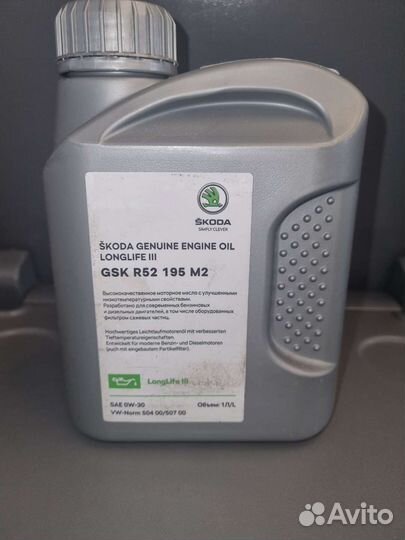 ŠKODA
SIMPLY CLEVER
ŠKODA GENUINE ENGINE OIL
LONGLIFE III
GSK R52 195 M2
Высококачественное моторное масло с улучшенными
низкотемпературными свойствами.
Разработано для современных бензиновых
и дизельных двигателей, в том числе оборудованных
фильтром сажевых частиц.
Hochwertiges Leichtlaufmotorenöl mit verbesserten
Tieftemperatureigenschaften.
Entwickelt für moderne Benzin- und Dieselmotoren
(auch mit eingebautem Partikelfilter).
LongLife III
SAE 0W-30
Объем: 1Л/L
VW-Norm 504 00/507 00
Avito